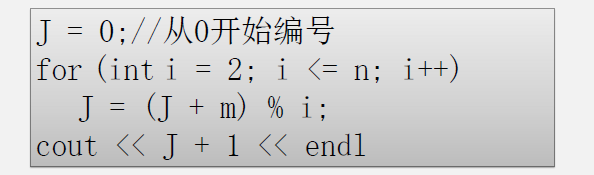 J = 0;//从0开始编号
for (int i = 2; i <= n; i++)
J = (J + m) % i;
cout << J + 1 << endl